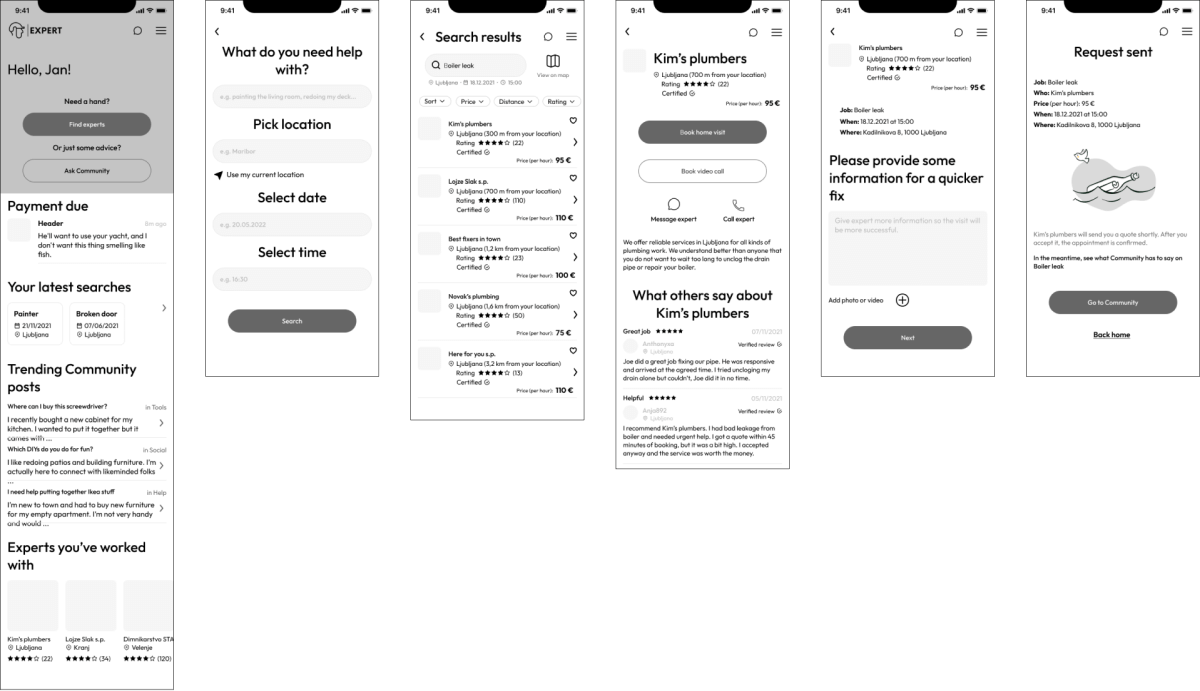 9:41
EXPERT
Hello, Jan!
Need a hand?
Find experts
Or just some advice?
Ask Community
Payment due
Header
8m ago
He'll want to use your yacht, and I
don't want this thing smelling like
fish.
Your latest searches
Painter
21/11/2021
Ljubljana
Broken door
07/06/2021
Ljubljana
Trending Community
posts
Where can I buy this screwdriver?
in Tools
I recently bought a new cabinet for my
kitchen. I wanted to put it together but it
comes with ...
Which DIYs do you do for fun?
in Social
I like redoing patios and building furniture. I'm
actually here to connect with likeminded folks
...
I need help putting together Ikea stuff
in Help
I'm new to town and had to buy new furniture
for my empty apartment. I'm not very handy
and would ...
Experts you've worked
with
Kim's plumbers
Ljubljana
(22)
Lojze Slak s.p.
Kranj
(34)
Dimnikarstvo STA
Velenje
(120)
9:41
What do you need help
with?
e.g. painting the living room, redoing my deck...
Pick location
e.g. Maribor
Use my current location
Select date
e.g. 20.05.2022
Select time
e.g. 16:30
Search
9:41
Search results
Boiler leak
View on map
Ljubljana · 18.12.2021 · 15:00
Sort
Price
Distance
Rating
Kim's plumbers
Ljubljana (300 m from your location)
Rating (22)
Certified
Price (per hour): 95 €
Lojze Slak s.p.
Ljubljana (700 m from your location)
Rating (110)
Certified
Price (per hour): 110 €
Best fixers in town
Ljubljana (1,2 km from your location)
Rating (23)
Certified
Price (per hour): 100 €
Novak's plumbing
Ljubljana (1,6 km from your location)
Rating (50)
Certified
Price (per hour): 75 €
Here for you s.p.
Ljubljana (3,2 km from your location)
Rating (13)
Certified
Price (per hour): 110 €
9:41
Kim's plumbers
Ljubljana (700 m from your location)
Rating (22)
Certified
Price (per hour): 95 €
Book home visit
Book video call
Message expert
Call expert
We offer reliable services in Ljubljana for all kinds of
plumbing work. We understand better than anyone that
you do not want to wait too long to unclog the drain
pipe or repair your boiler.
What others say about
Kim's plumbers
Great job
07/11/2021
Anthonyss
Verified review
Ljubljana
Joe did a great job fixing our pipe. He was responsive
and arrived at the agreed time. I tried uncloging my
drain alone but couldn't, Joe did it in no time.
Helpful
05/11/2021
Anja892
Verified review
Ljubljana
I recommend Kim's plumbers. I had bad leakage from
boiler and needed urgent help. I got a quote within 45
minutes of booking, but it was a bit high. I accepted
anyway and the service was worth the money.
9:41
Kim's plumbers
Ljubljana (700 m from your location)
Rating (22)
Certified
Price (per hour): 95 €
Job: Boiler leak
When: 18.12.2021 at 15:00
Where: Kadilnikova 8, 1000 Ljubljana
Please provide some
information for a quicker
fix
Give expert more information so the visit will
be more successful.
Add photo or video
Next
9:41
Request sent
Job: Boiler leak
Who: Kim's plumbers
Price (per hour): 95 €
When: 18.12.2021 at 15:00
Where: Kadilnikova 8, 1000 Ljubljana
Kim's plumbers will send you a quote shortly. After you
accept it, the appointment is confirmed.
In the meantime, see what Community has to say on
Boiler leak
Go to Community
Back home